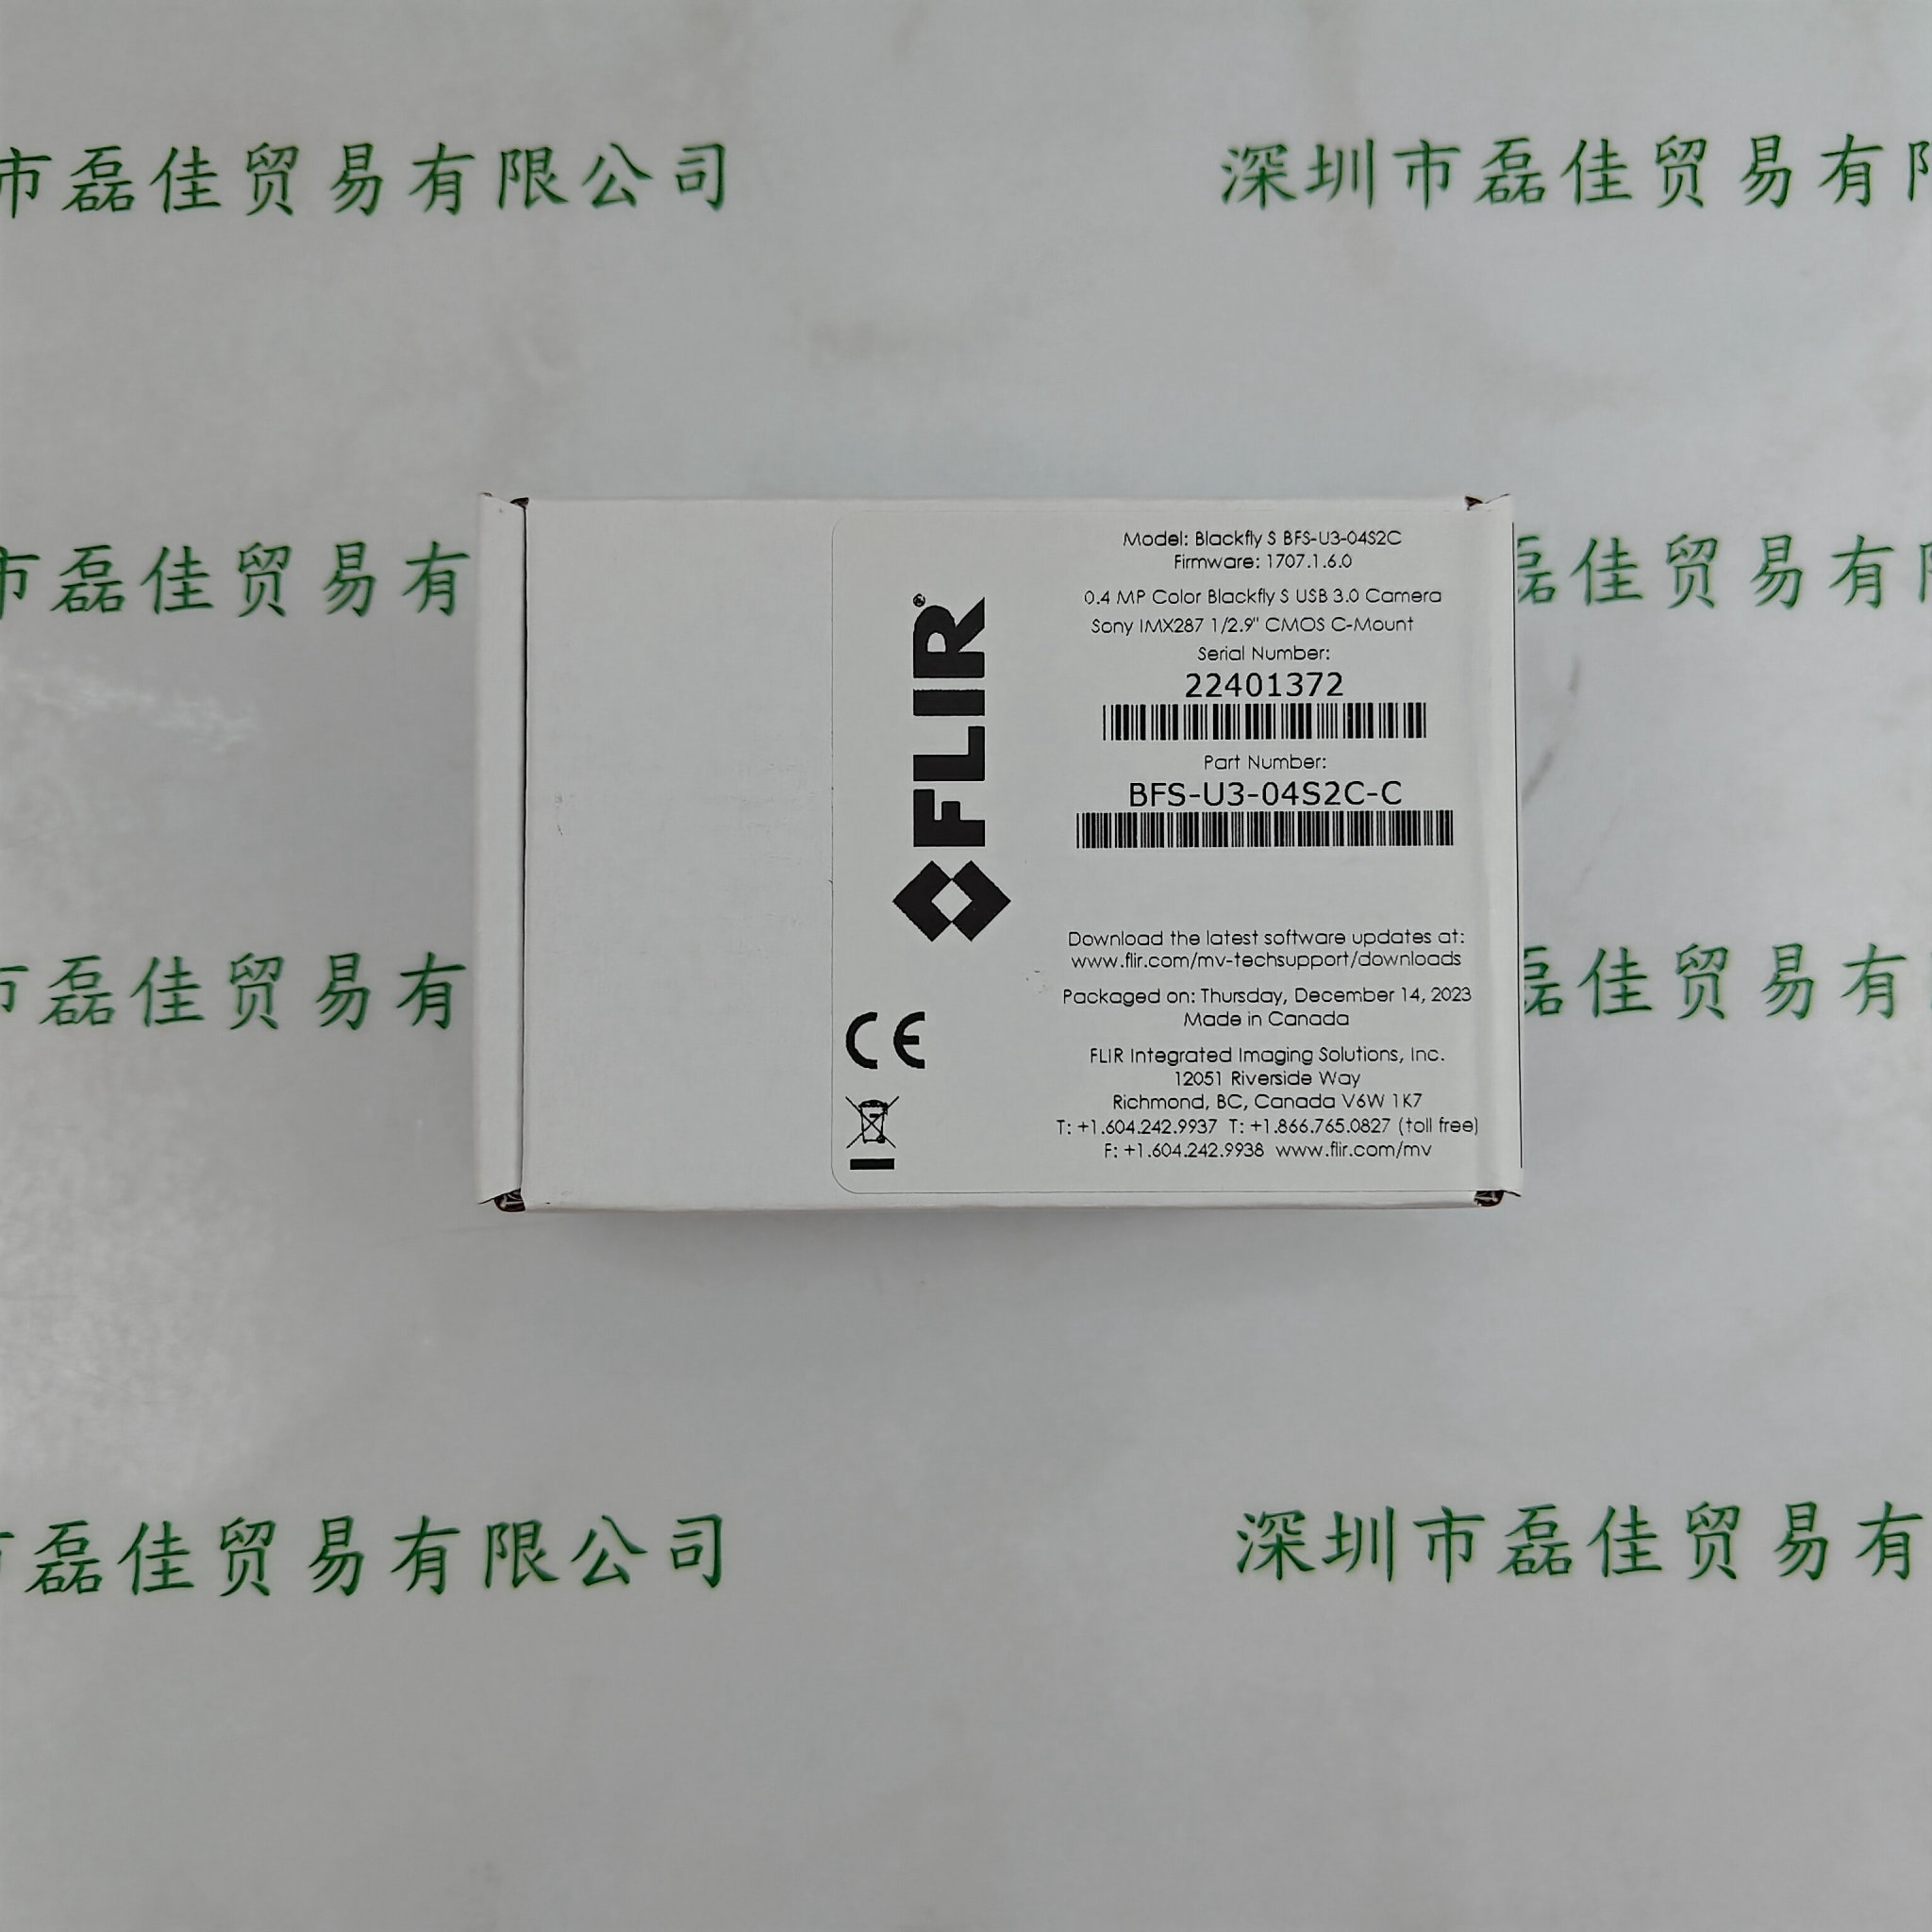 市磊佳贸易有限公司
深圳市磊佳贸易有
市磊佳贸易有
磊佳贸易有
Model: Blackfly S BFS-U3-04S2C
Firmware: 1707.1.6.0
0.4 MP Color Blackfly S USB 3.0 Camera
Sony IMX287 1/2.9" CMOS C-Mount
Serial Number:
22401372
Part Number:
BFS-U3-04S2C-C
FLIR®
Download the latest software updates at:
www.flir.com/mv-techsupport/downloads
Packaged on: Thursday, December 14, 2023
Made in Canada
FLIR Integrated Imaging Solutions, Inc.
12051 Riverside Way
Richmond, BC, Canada V6W 1K7
T: +1.604.242.9937 T: +1.866.765.0827 (toll free)
F: +1.604.242.9938 www.flir.com/mv
CE
市磊佳贸易有
磊佳贸易有
市磊佳贸易有限公司
深圳市磊佳贸易有